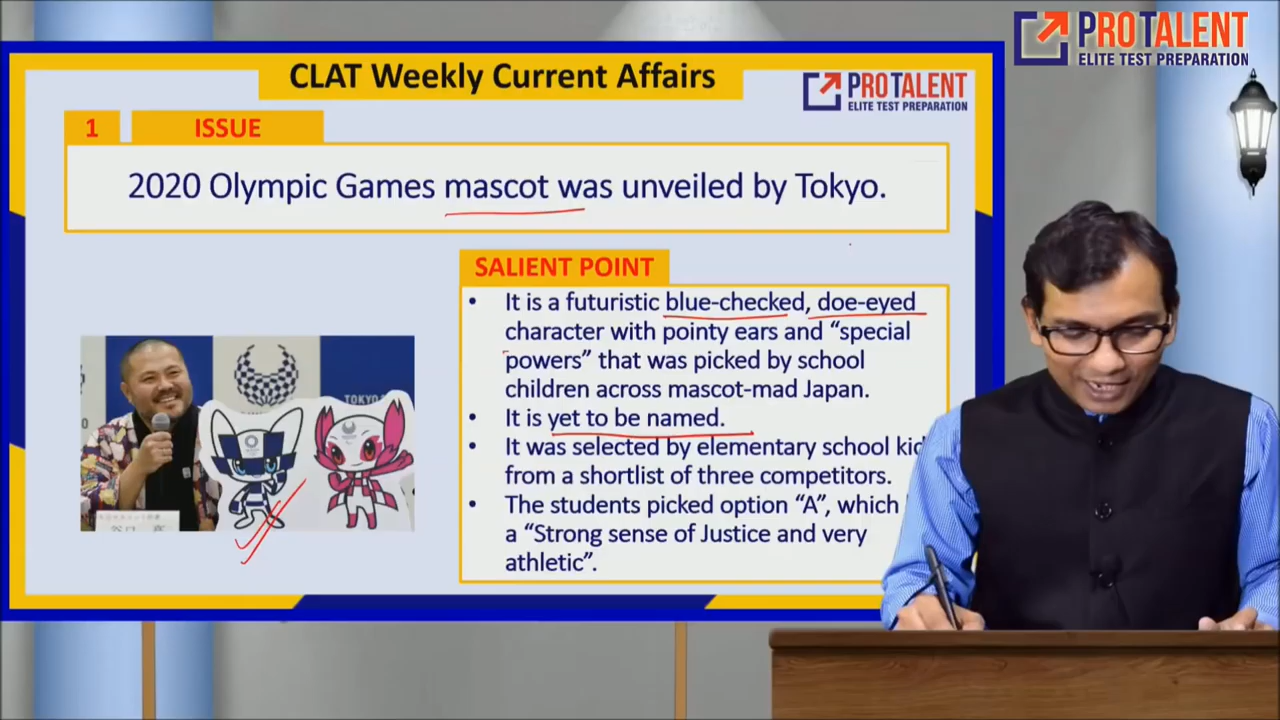 PROTALENT
ELITE TEST PREPARATION
CLAT Weekly Current Affairs
PROTALENT
ELITE TEST PREPARATION
1
ISSUE
2020 Olympic Games mascot was unveiled by Tokyo.
SALIENT POINT
• It is a futuristic blue-checked, doe-eyed
character with pointy ears and “special
powers” that was picked by school
children across mascot-mad Japan.
• It is yet to be named.
• It was selected by elementary school
from a shortlist of three competitors.
• The students picked option “A”, which
a “Strong sense of Justice and very
athletic”.
TOKYO